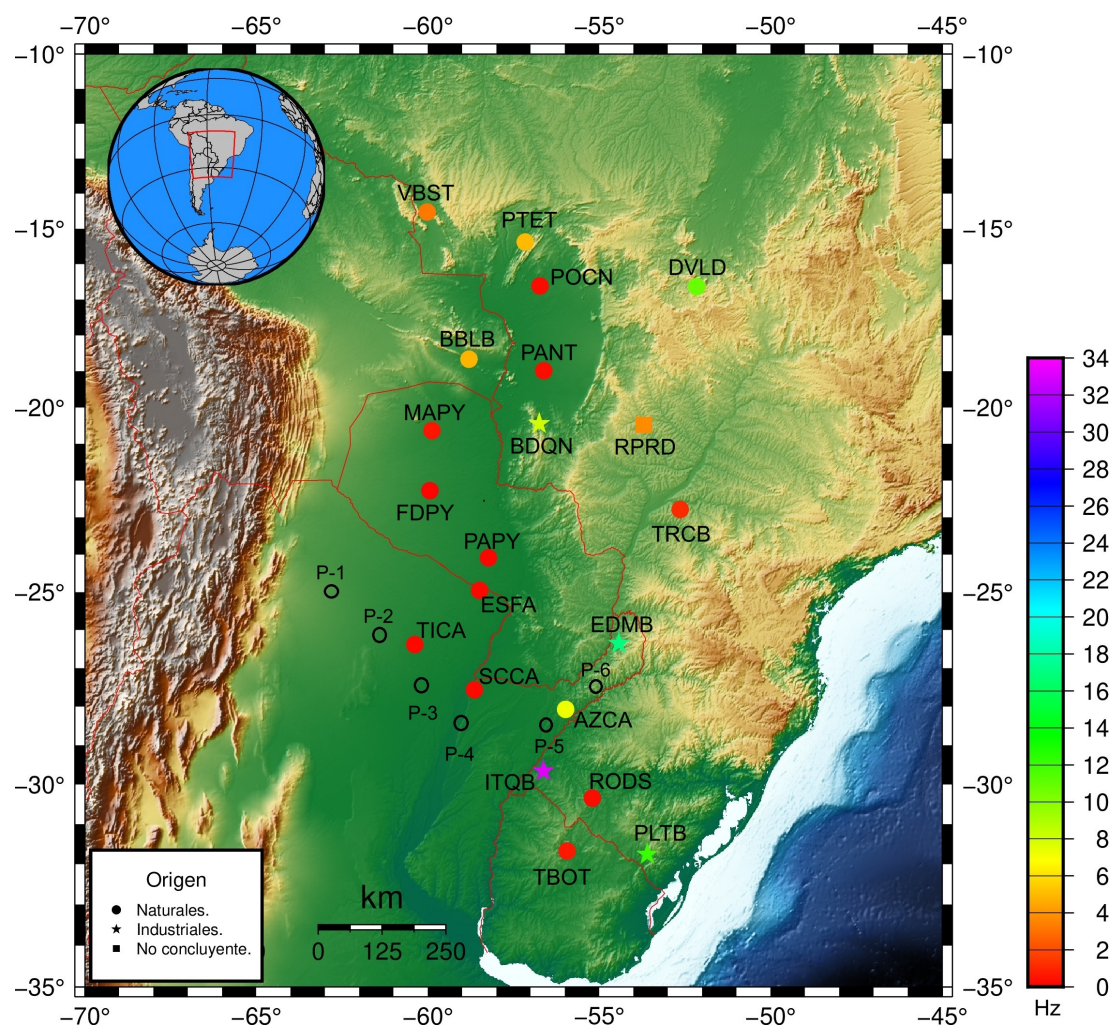 −70° −65° −60° −55° −50° −45°
−10° −10°
VBST
PTET
−15° −15°
DVLD
POCN
BBLB
PANT
34
32
30
28
26
24
22
20
18
16
14
12
10
8
6
4
2
0
Hz
−20° −20°
MAPY
BDQN
RPRD
FDPY
TRCB
PAPY
−25° −25°
P-1
ESFA
P-2
TICA
EDMB
SCCA
P-6
P-3
AZCA
P-4
P-5
−30° −30°
ITQB
RODS
PLTB
TBOT
Origen
Naturales.
Industriales.
No concluyente.
km
0 125 250
−35° −35°
−70° −65° −60° −55° −50° −45°